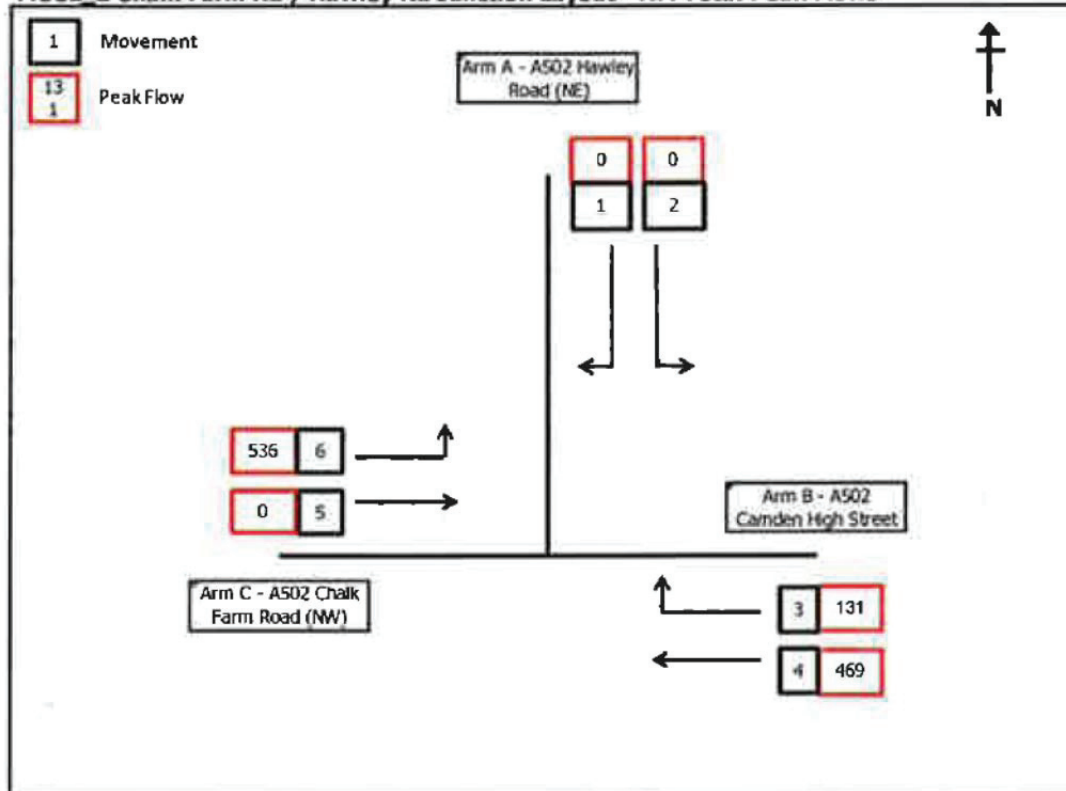 1 Movement
13
1 Peak Flow
Arm A - A502 Hawley
Road (NE)
N
0 0
1 2
536 6
0 5
Arm B - A502
Camden High Street
Arm C - A502 Chalk
Farm Road (NW)
3 131
4 469